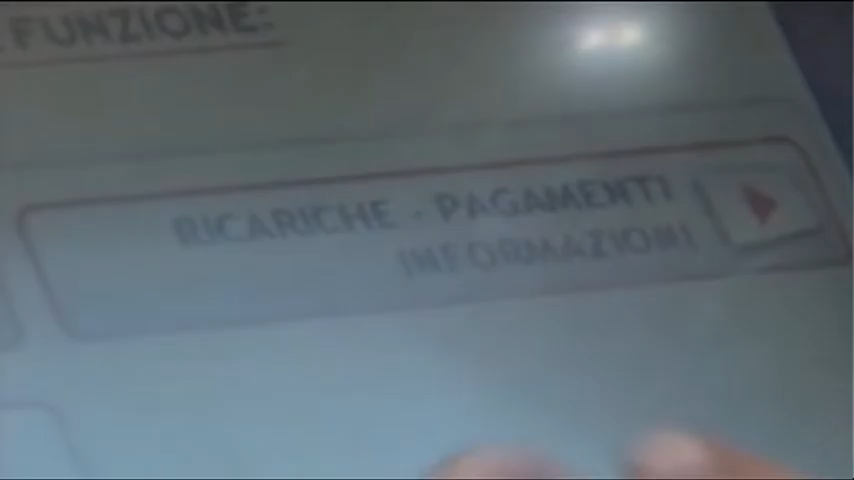 FUNZIONE:
RICARICHE - PAGAMENTI
INFORMAZIONI